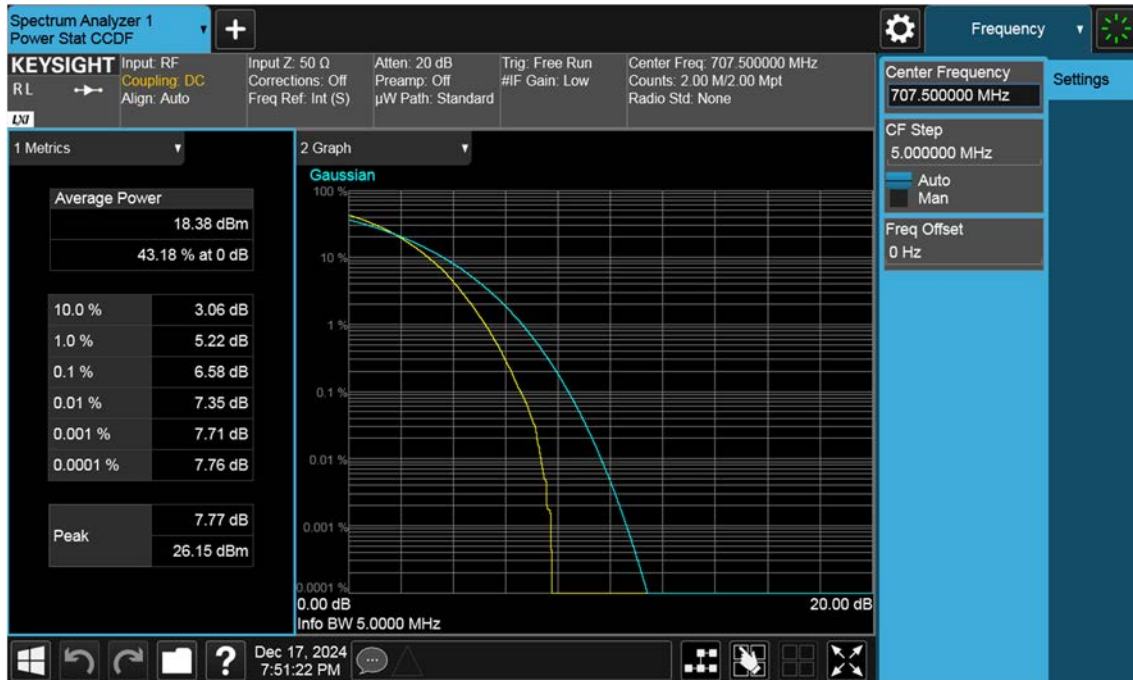 Spectrum Analyzer 1
Power Stat CCDF
Frequency
KEYSIGHT
RL
LXI
Input: RF
Coupling: DC
Align: Auto
Input Z: 50 Ω
Corrections: Off
Freq Ref: Int (S)
Atten: 20 dB
Preamp: Off
µW Path: Standard
Trig: Free Run
#IF Gain: Low
Center Freq: 707.500000 MHz
Counts: 2.00 M/2.00 Mpt
Radio Std: None
Center Frequency
707.500000 MHz
Settings
CF Step
5.000000 MHz
Auto
Man
Freq Offset
0 Hz
1 Metrics
Average Power
18.38 dBm
43.18 % at 0 dB
10.0 % 3.06 dB
1.0 % 5.22 dB
0.1 % 6.58 dB
0.01 % 7.35 dB
0.001 % 7.71 dB
0.0001 % 7.76 dB
Peak
7.77 dB
26.15 dBm
2 Graph
Gaussian
100 %
10 %
1 %
0.1 %
0.01 %
0.001 %
0.0001 %
0.00 dB 20.00 dB
Info BW 5.0000 MHz
?
Dec 17, 2024
7:51:22 PM